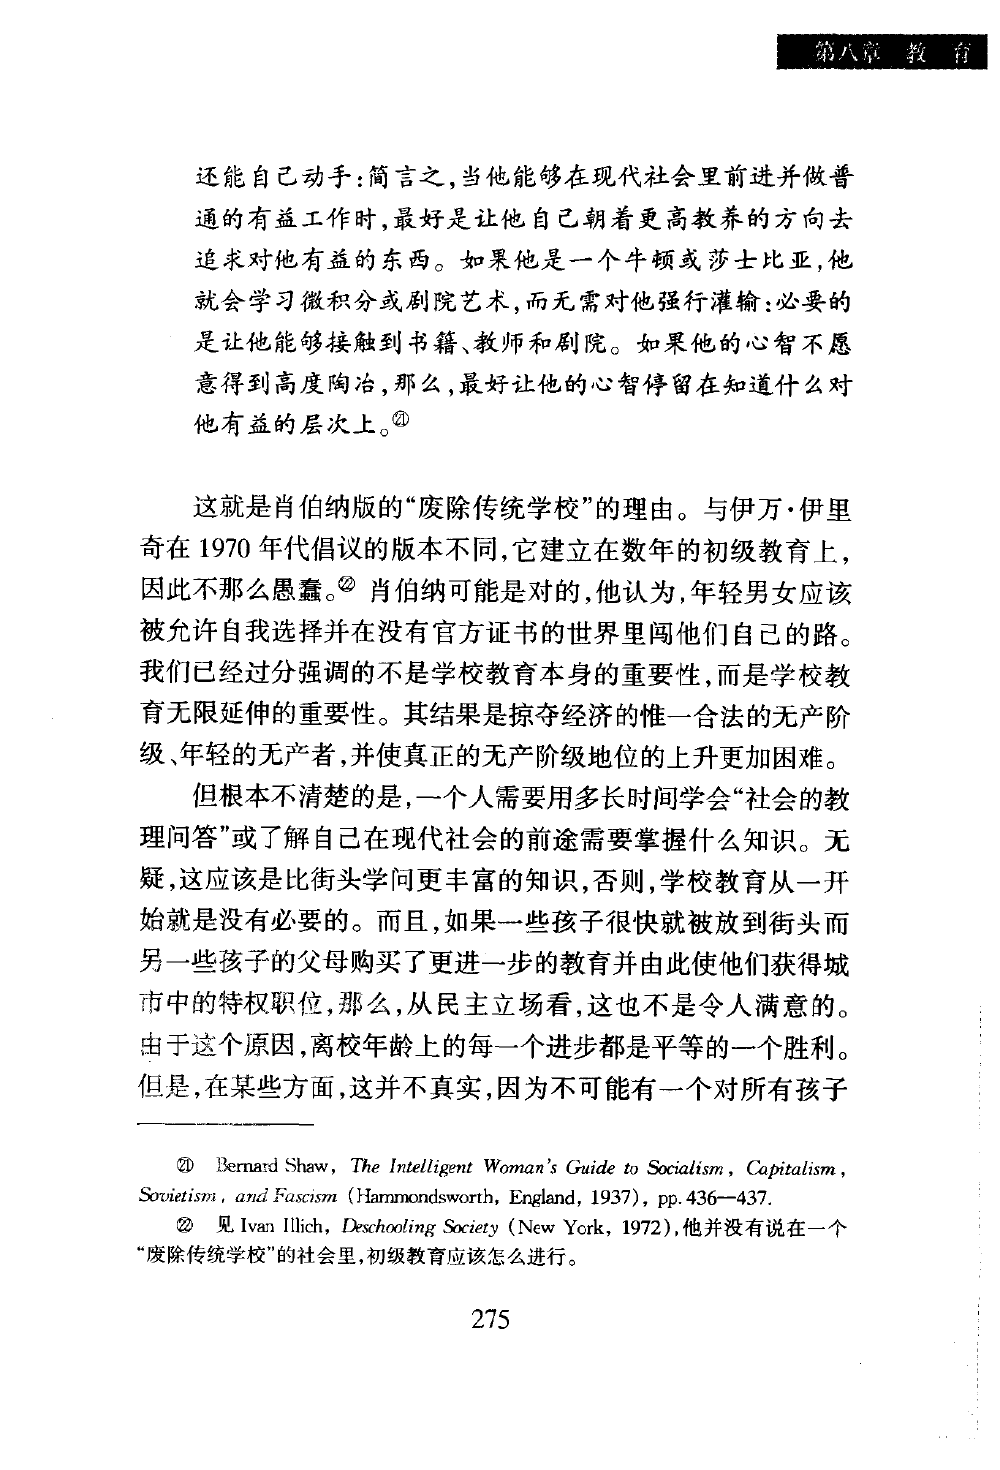 第八章 教 育
还能自己动手:简言之,当他能够在现代社会里前进并做普
通的有益工作时,最好是让他自己朝着更高教养的方向去
追求对他有益的东西。如果他是一个牛顿或莎士比亚,他
就会学习微积分或剧院艺术,而无需对他强行灌输:必要的
是让他能够接触到书籍、教师和剧院。如果他的心智不愿
意得到高度陶冶,那么,最好让他的心智停留在知道什么对
他有益的层次上。㉑
这就是肖伯纳版的“废除传统学校”的理由。与伊万·伊里
奇在 1970 年代倡议的版本不同,它建立在数年的初级教育上,
因此不那么愚蠢。㉒ 肖伯纳可能是对的,他认为,年轻男女应该
被允许自我选择并在没有官方证书的世界里闯他们自己的路。
我们已经过分强调的不是学校教育本身的重要性,而是学校教
育无限延伸的重要性。其结果是掠夺经济的惟一合法的无产阶
级、年轻的无产者,并使真正的无产阶级地位的上升更加困难。
但根本不清楚的是,一个人需要用多长时间学会“社会的教
理问答”或了解自己在现代社会的前途需要掌握什么知识。无
疑,这应该是比街头学问更丰富的知识,否则,学校教育从一开
始就是没有必要的。而且,如果一些孩子很快就被放到街头而
另一些孩子的父母购买了更进一步的教育并由此使他们获得城
市中的特权职位,那么,从民主立场看,这也不是令人满意的。
由于这个原因,离校年龄上的每一个进步都是平等的一个胜利。
但是,在某些方面,这并不真实,因为不可能有一个对所有孩子
㉑ Bernard Shaw, The Intelligent Woman's Guide to Socialism, Capitalism,
Sovietism, and Fascism (Hammondsworth, England, 1937), pp. 436—437.
㉒ 见 Ivan Illich, Deschooling Society (New York, 1972),他并没有说在一个
“废除传统学校”的社会里,初级教育应该怎么进行。
275